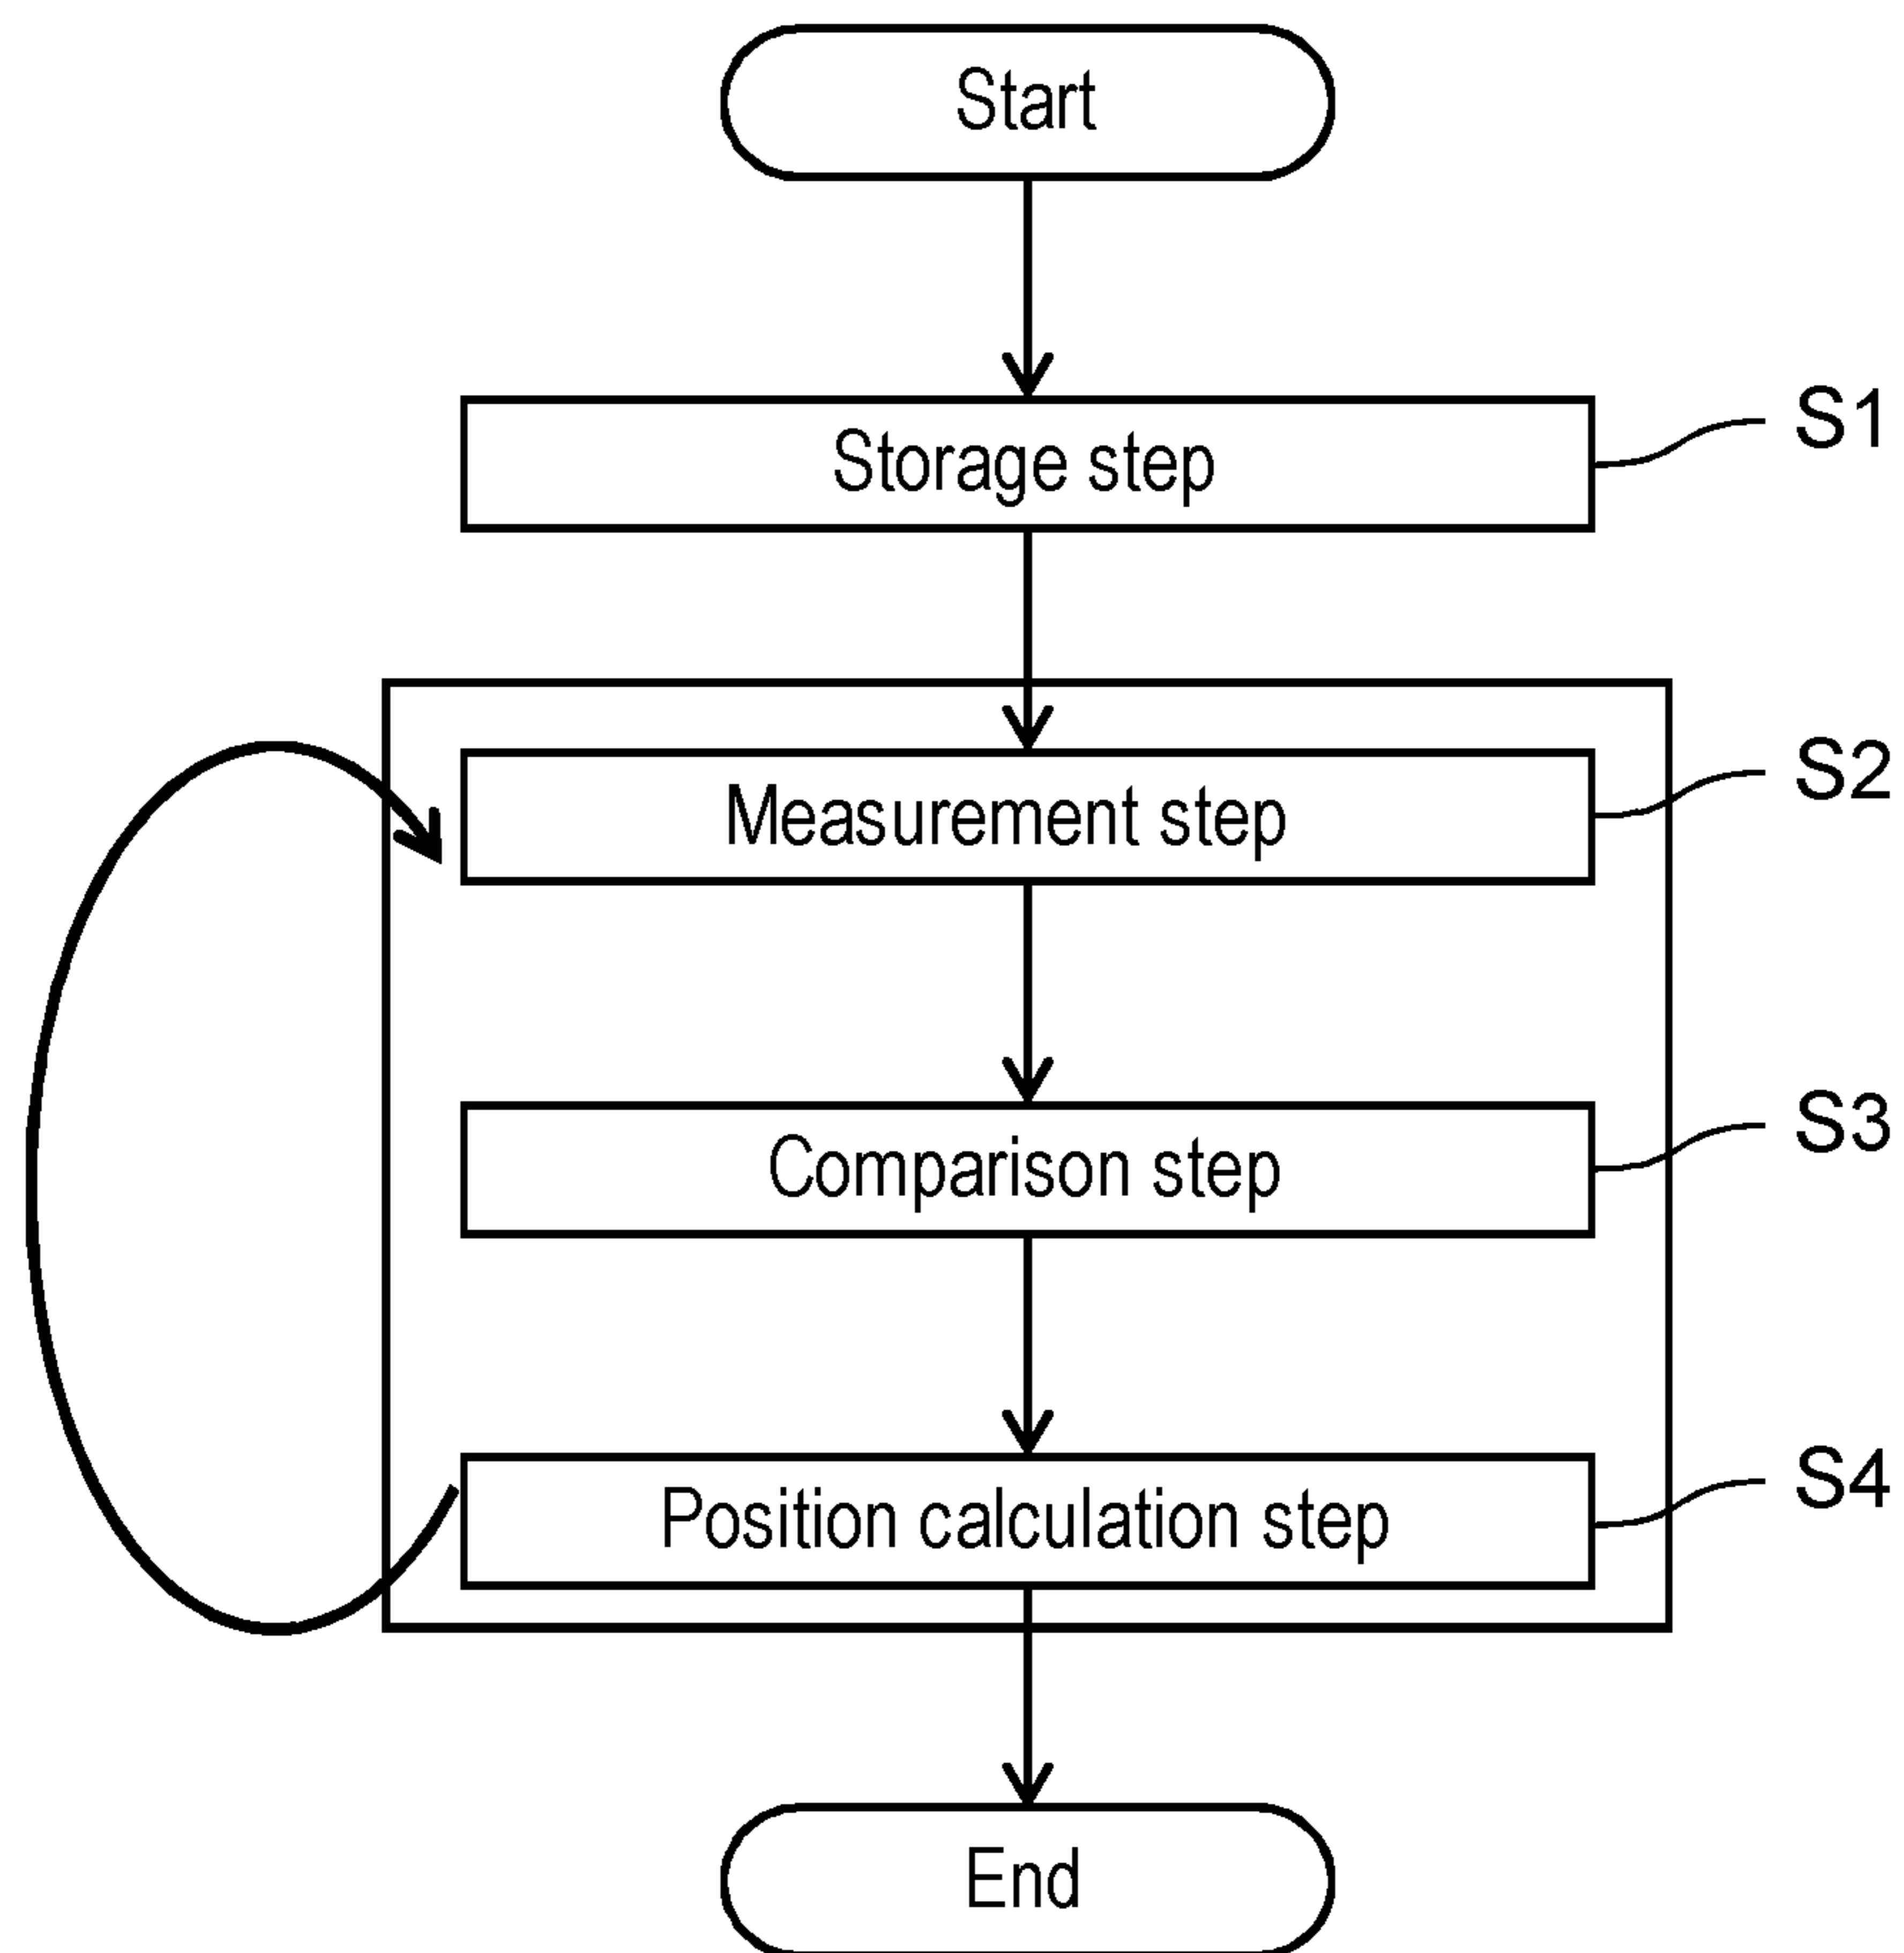 Start
Storage step
S1
Measurement step
S2
Comparison step
S3
Position calculation step
S4
End